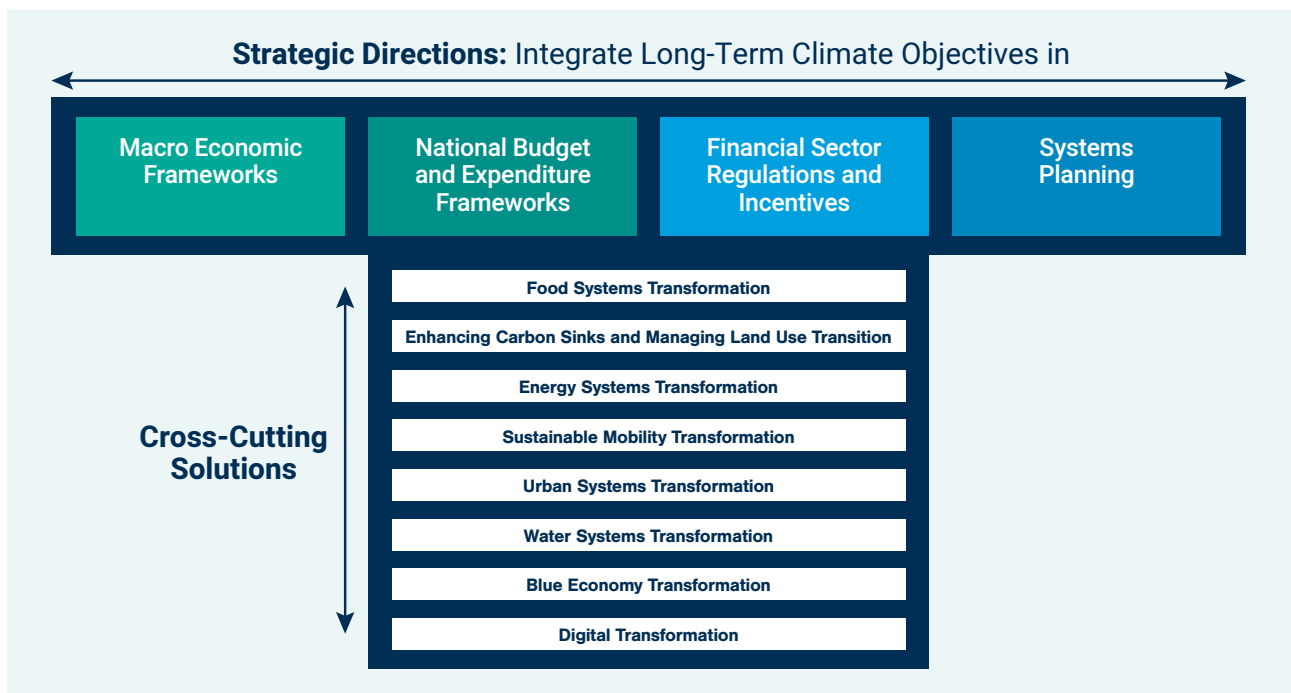 Strategic Directions: Integrate Long-Term Climate Objectives in
Macro Economic
Frameworks
National Budget
and Expenditure
Frameworks
Financial Sector
Regulations and
Incentives
Systems
Planning
Food Systems Transformation
Enhancing Carbon Sinks and Managing Land Use Transition
Energy Systems Transformation
Sustainable Mobility Transformation
Urban Systems Transformation
Water Systems Transformation
Blue Economy Transformation
Digital Transformation
Cross-Cutting
Solutions